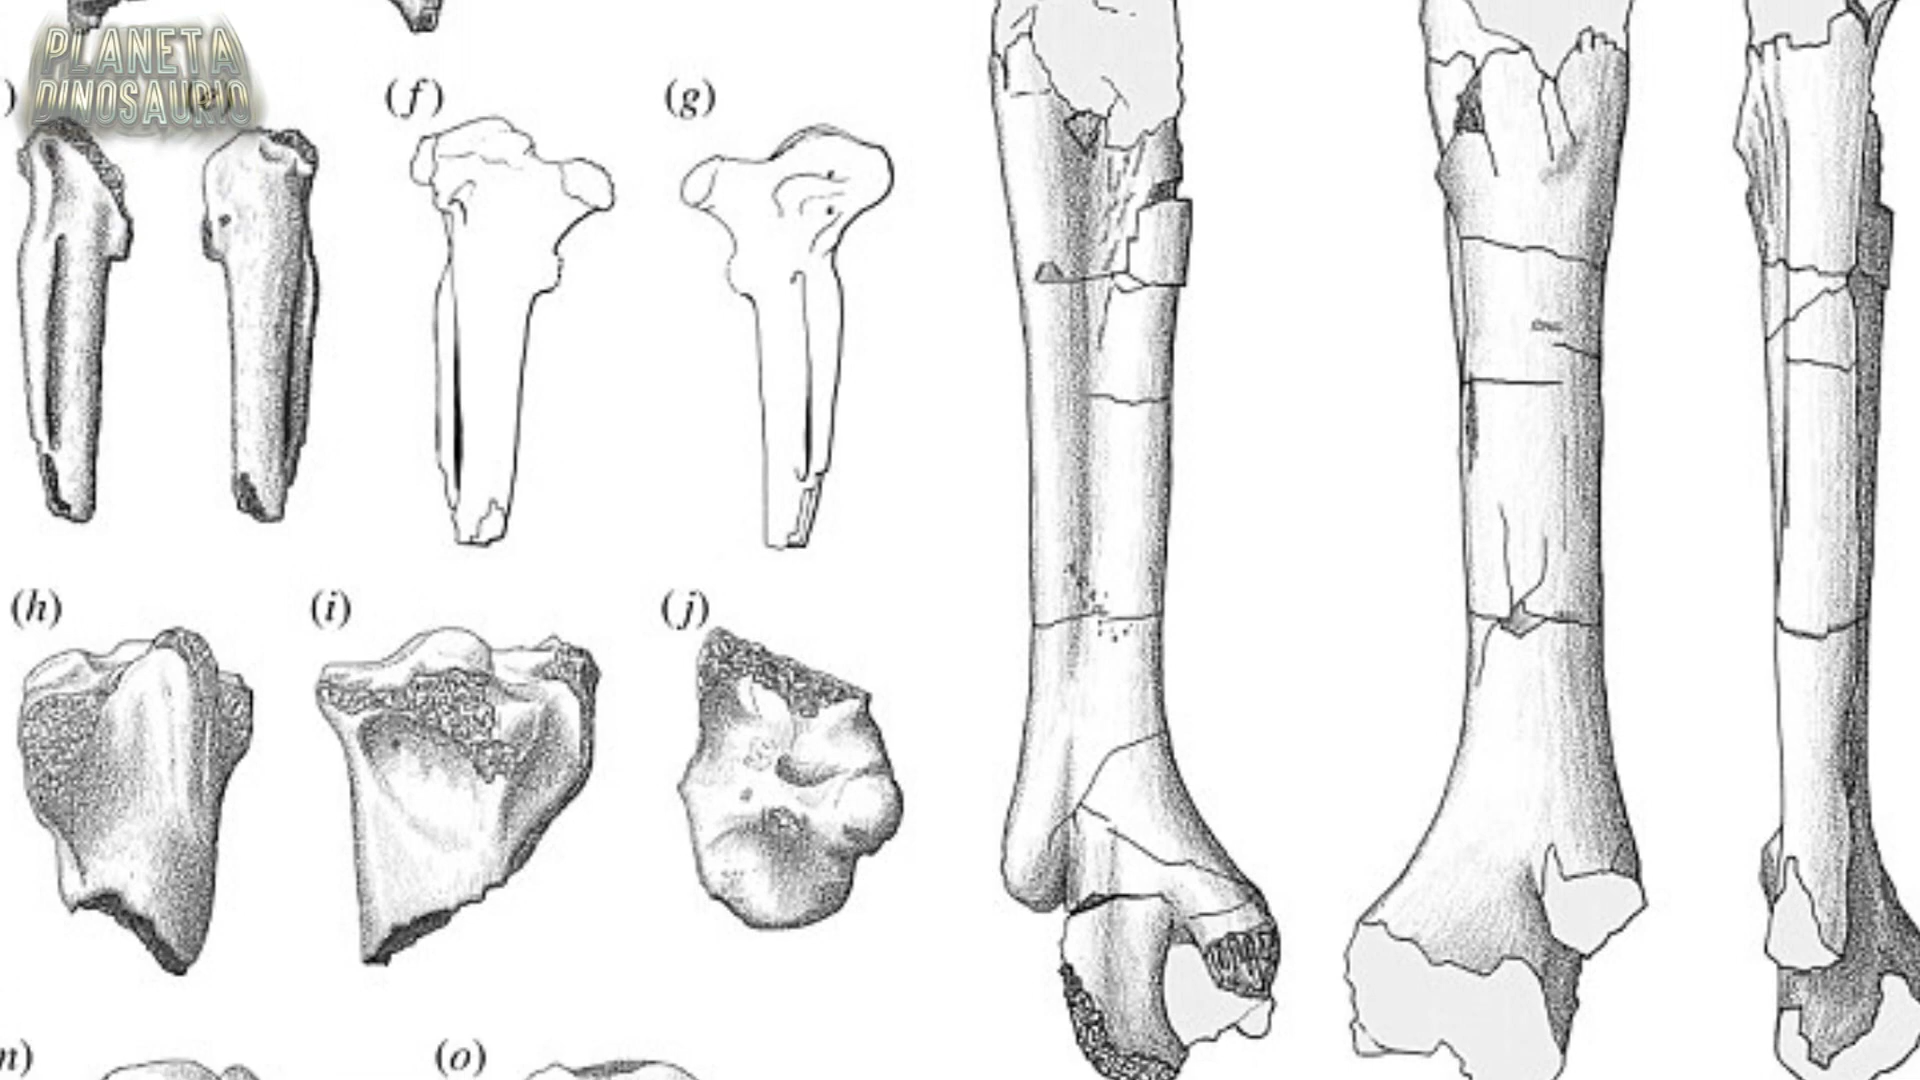 PLANETA
DINOSAURIO
)
(f)
(g)
(h)
(i)
(j)
n)
(o)